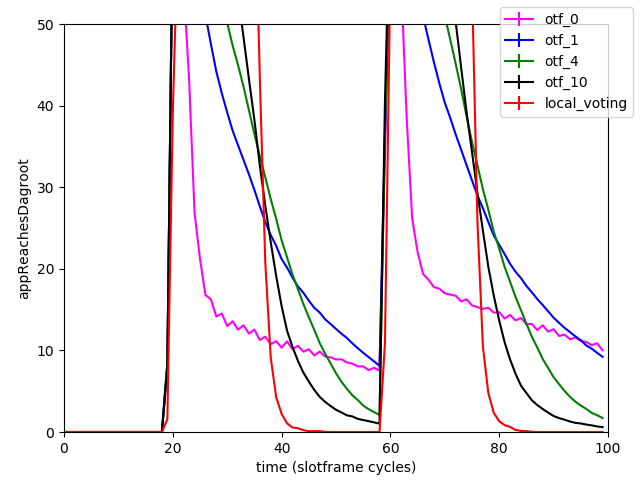 otf_0
otf_1
otf_4
otf_10
local_voting
50
40
30
20
10
0
appReachesDagroot
0 20 40 60 80 100
time (slotframe cycles)